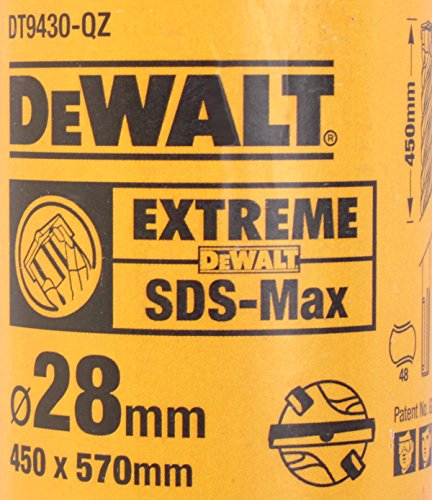 DT9430-QZ
450mm
DEWALT®
EXTREME
DEWALT
SDS-Max
48
ø28mm
450 x 570mm
Patent No.